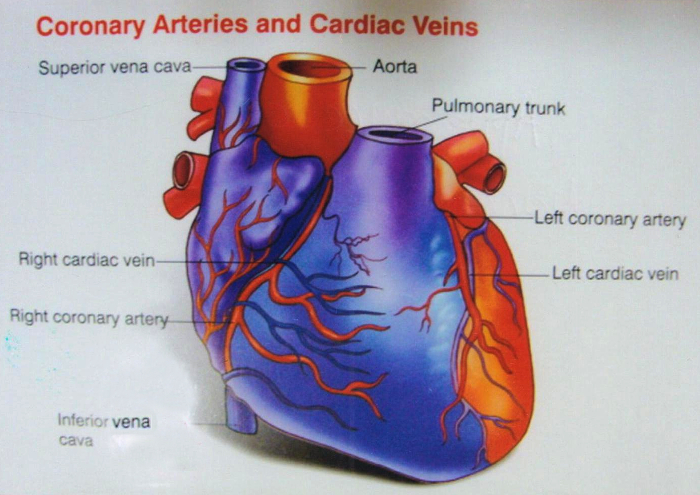 Coronary Arteries and Cardiac Veins
Superior vena cava
Aorta
Pulmonary trunk
Left coronary artery
Right cardiac vein
Left cardiac vein
Right coronary artery
Inferior vena
cava